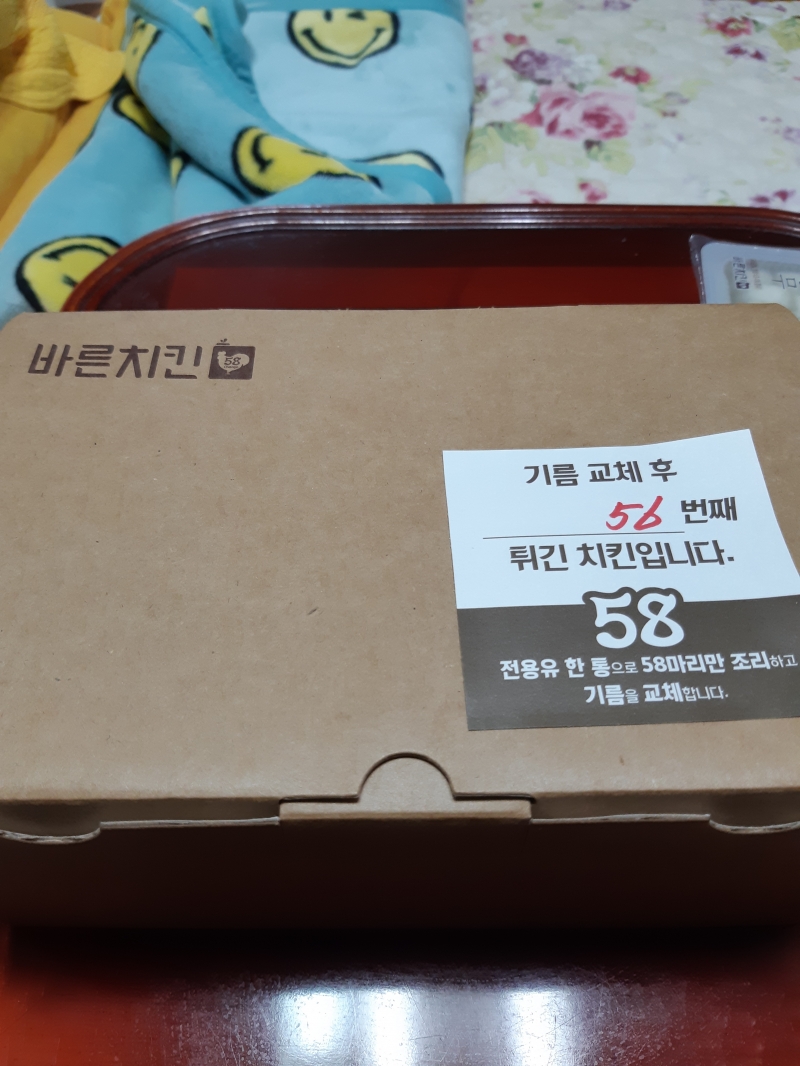 바른치킨 58
기름 교체 후
56 번째
튀긴 치킨입니다.
58
전용유 한 통으로 58마리만 조리하고
기름을 교체합니다.